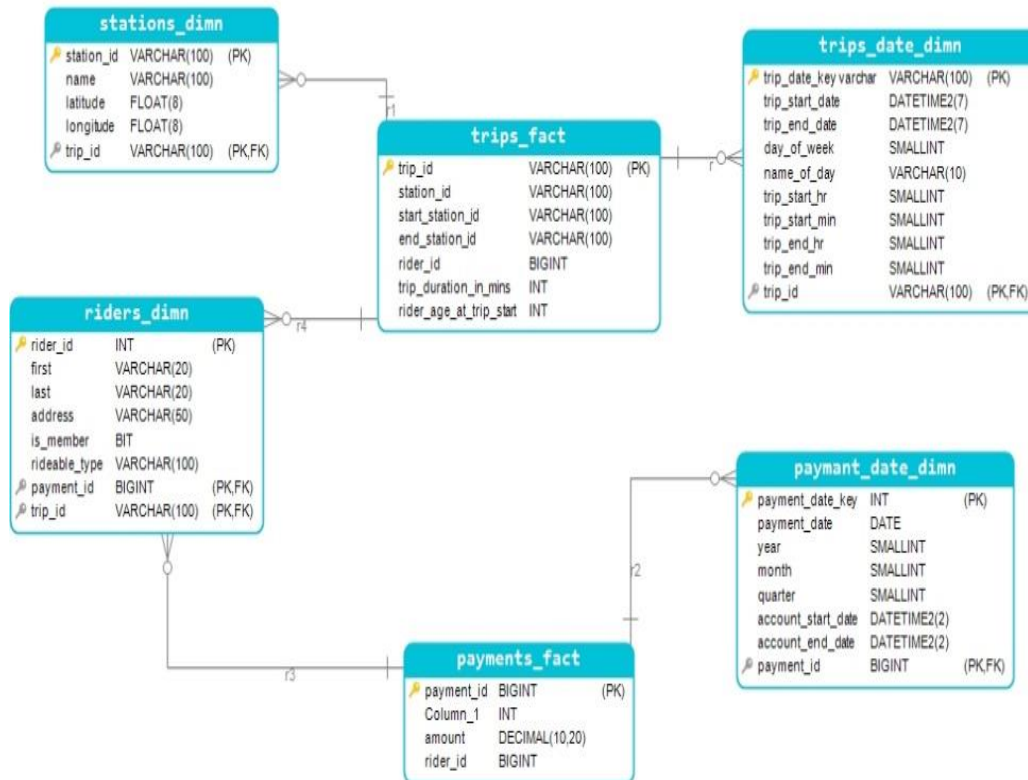 stations_dimn
station_id VARCHAR(100) (PK)
name VARCHAR(100)
latitude FLOAT(8)
longitude FLOAT(8)
trip_id VARCHAR(100) (PK,FK)
r1
trips_fact
trip_id VARCHAR(100) (PK)
station_id VARCHAR(100)
start_station_id VARCHAR(100)
end_station_id VARCHAR(100)
rider_id BIGINT
trip_duration_in_mins INT
rider_age_at_trip_start INT
r
trips_date_dimn
trip_date_key varchar VARCHAR(100) (PK)
trip_start_date DATETIME2(7)
trip_end_date DATETIME2(7)
day_of_week SMALLINT
name_of_day VARCHAR(10)
trip_start_hr SMALLINT
trip_start_min SMALLINT
trip_end_hr SMALLINT
trip_end_min SMALLINT
trip_id VARCHAR(100) (PK,FK)
riders_dimn
rider_id INT (PK)
first VARCHAR(20)
last VARCHAR(20)
address VARCHAR(50)
is_member BIT
rideable_type VARCHAR(100)
payment_id BIGINT (PK,FK)
trip_id VARCHAR(100) (PK,FK)
r4
r3
payments_fact
payment_id BIGINT (PK)
Column_1 INT
amount DECIMAL(10,20)
rider_id BIGINT
r2
paymant_date_dimn
payment_date_key INT (PK)
payment_date DATE
year SMALLINT
month SMALLINT
quarter SMALLINT
account_start_date DATETIME2(2)
account_end_date DATETIME2(2)
payment_id BIGINT (PK,FK)